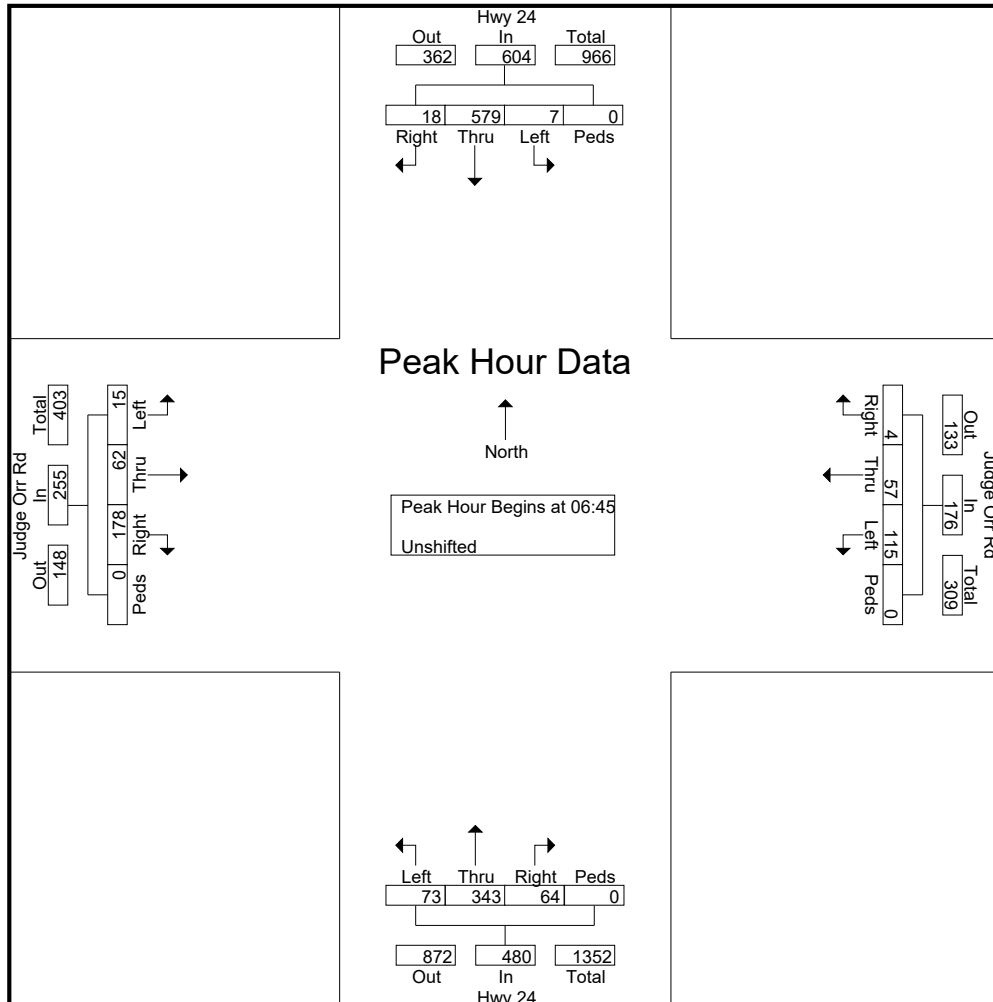 Hwy 24
Out In Total
362 604 966
18 579 7 0
Right Thru Left Peds
Peak Hour Data
North
Peak Hour Begins at 06:45
Unshifted
Judge Orr Rd
Total In Out
403 255 148
15 62 178 0
Left Thru Right Peds
Judge Orr Rd
Out In Total
133 176 309
4 57 115 0
Right Thru Left Peds
Left Thru Right Peds
73 343 64 0
872 480 1352
Out In Total
Hwy 24